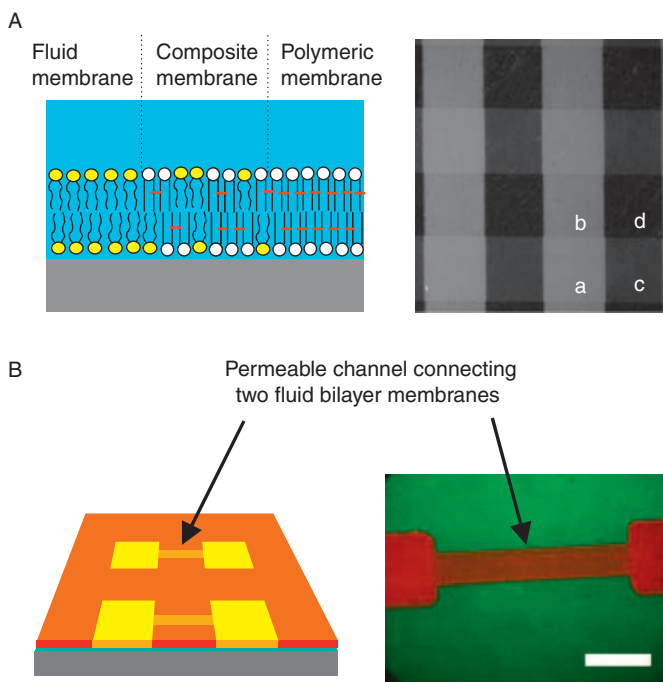 A
Fluid
membrane
Composite
membrane
Polymeric
membrane
b
d
a
c
B
Permeable channel connecting
two fluid bilayer membranes